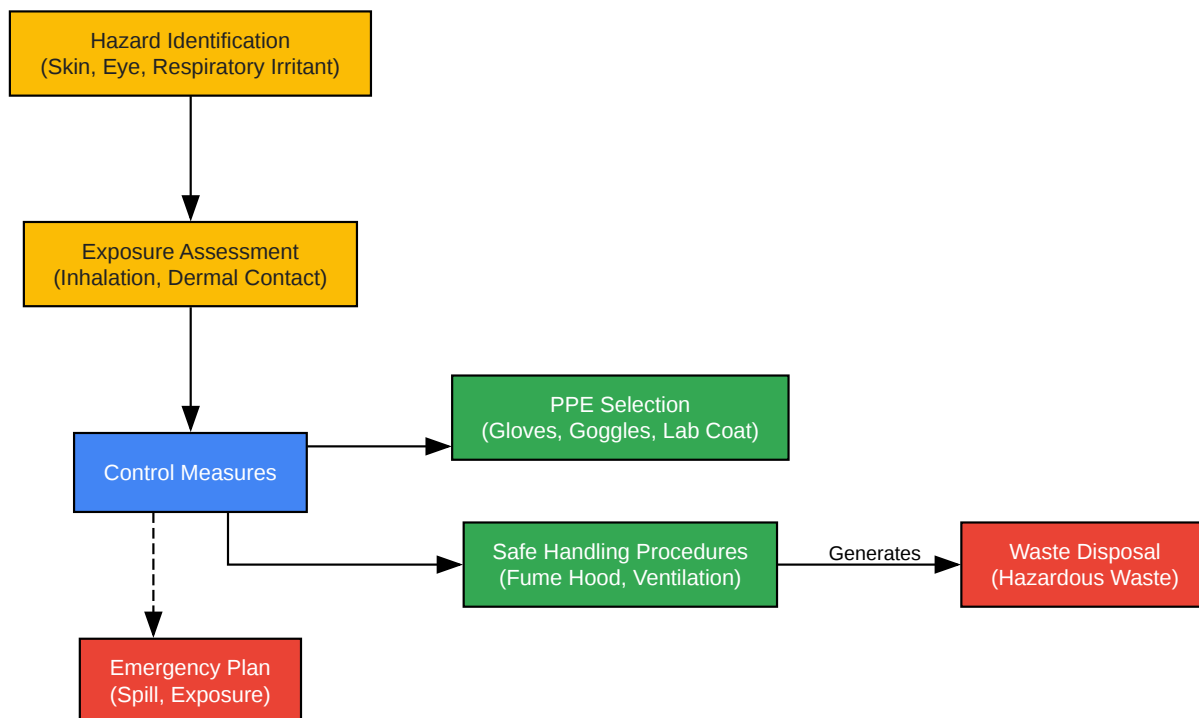 Hazard Identification
(Skin, Eye, Respiratory Irritant)
Exposure Assessment
(Inhalation, Dermal Contact)
Control Measures
PPE Selection
(Gloves, Goggles, Lab Coat)
Safe Handling Procedures
(Fume Hood, Ventilation)
Generates
Waste Disposal
(Hazardous Waste)
Emergency Plan
(Spill, Exposure)